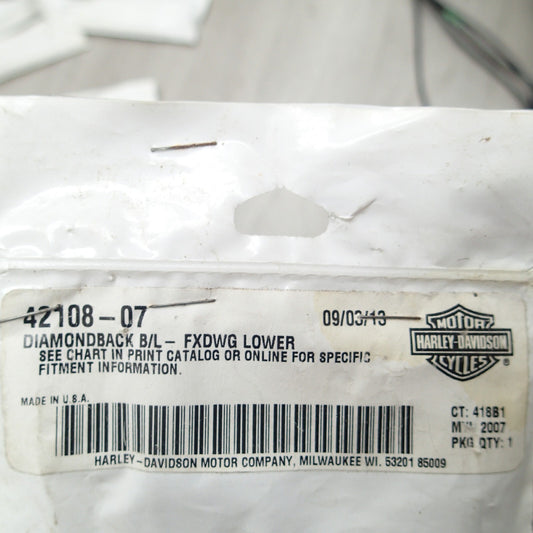 42108-07
09/03/13
DIAMONDBACK B/L- FXDWG LOWER
SEE CHART IN PRINT CATALOG OR ONLINE FOR SPECIFIC
FITMENT INFORMATION.
MOTOR
HARLEY-DAVIDSON
CYCLES
®
MADE IN U.S.A.
CT: 418B1
2007
PKG QTY: 1
HARLEY-DAVIDSON MOTOR COMPANY, MILWAUKEE WI. 53201 85009